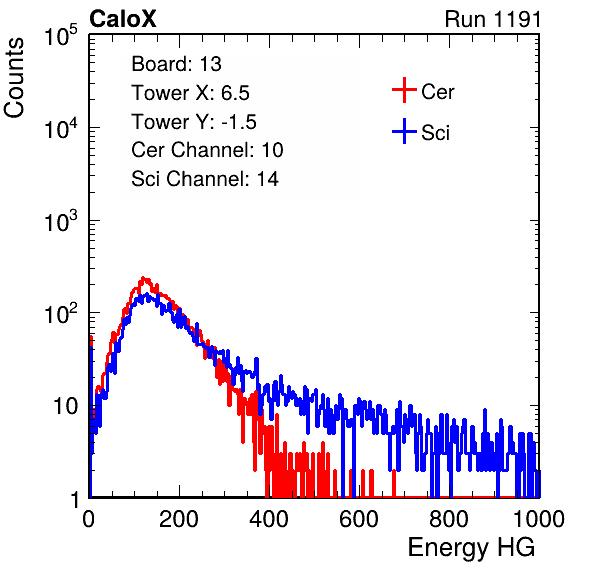 CaloX Run 1191
Counts
10^5
10^4
10^3
10^2
10
1
Board: 13
Tower X: 6.5
Tower Y: -1.5
Cer Channel: 10
Sci Channel: 14
Cer
Sci
0 200 400 600 800 1000
Energy HG